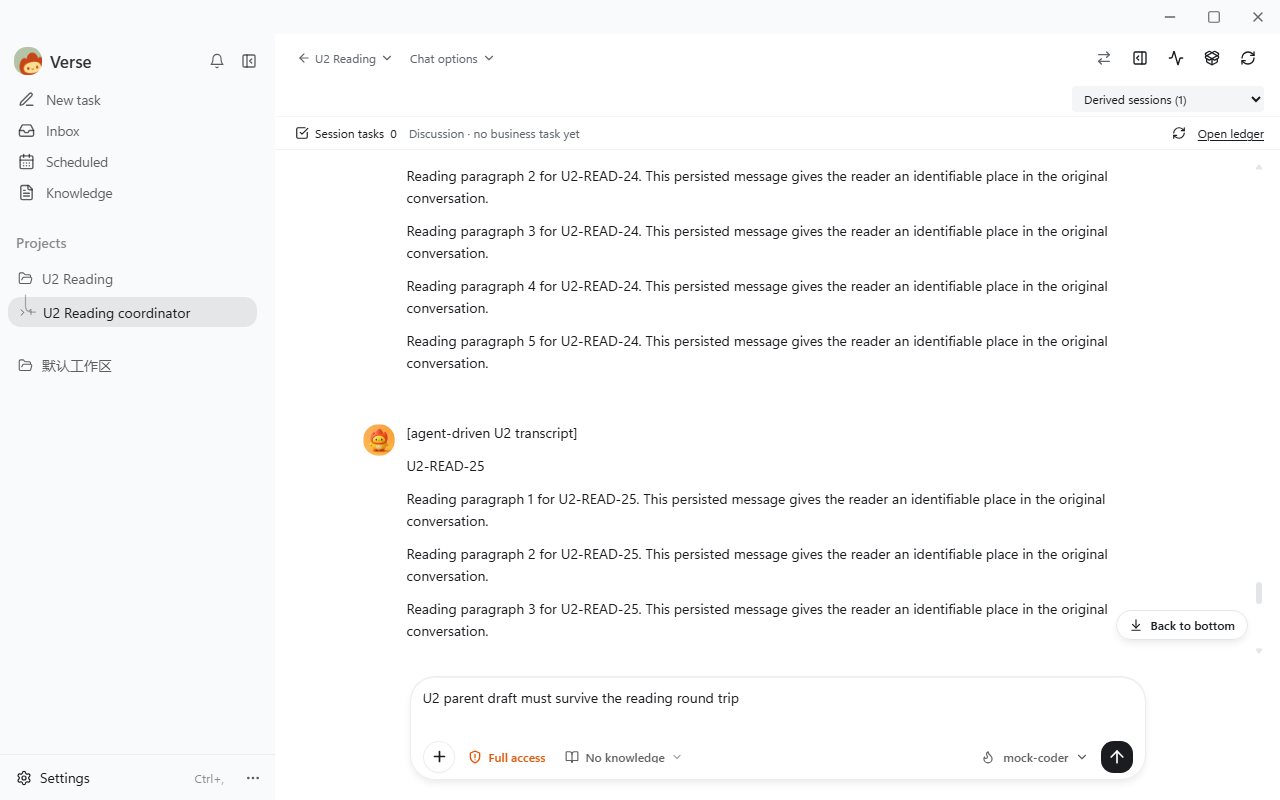 Verse
New task
Inbox
Scheduled
Knowledge
Projects
U2 Reading
U2 Reading coordinator
默认工作区
Settings
Ctrl+,
U2 Reading
Chat options
Derived sessions (1)
Session tasks 0
Discussion · no business task yet
Open ledger
Reading paragraph 2 for U2-READ-24. This persisted message gives the reader an identifiable place in the original
conversation.
Reading paragraph 3 for U2-READ-24. This persisted message gives the reader an identifiable place in the original
conversation.
Reading paragraph 4 for U2-READ-24. This persisted message gives the reader an identifiable place in the original
conversation.
Reading paragraph 5 for U2-READ-24. This persisted message gives the reader an identifiable place in the original
conversation.
[agent-driven U2 transcript]
U2-READ-25
Reading paragraph 1 for U2-READ-25. This persisted message gives the reader an identifiable place in the original
conversation.
Reading paragraph 2 for U2-READ-25. This persisted message gives the reader an identifiable place in the original
conversation.
Reading paragraph 3 for U2-READ-25. This persisted message gives the reader an identifiable place in the original
conversation.
Back to bottom
U2 parent draft must survive the reading round trip
Full access
No knowledge
mock-coder